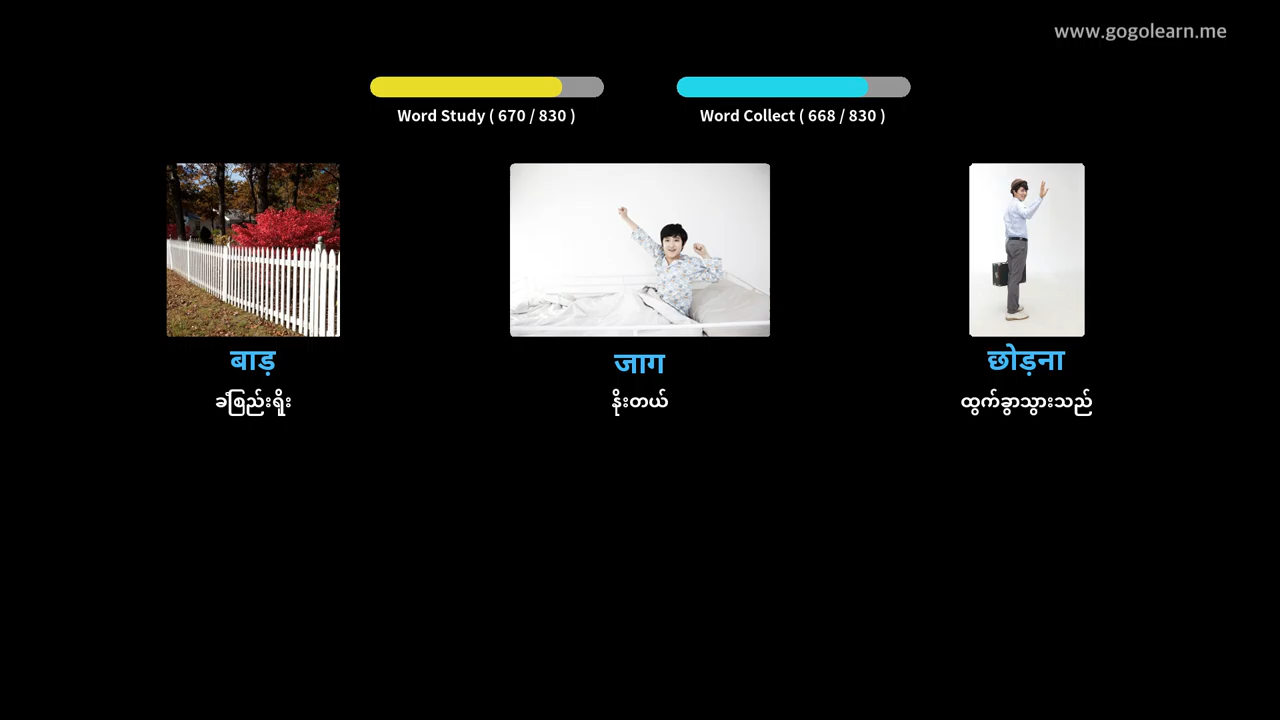 www.gogolearn.me
Word Study ( 670 / 830 )
Word Collect ( 668 / 830 )
बाड़
जाग
छोड़ना
ခံစြည်းရိုး
နိုးတယ်
ထွက်ခွာသွားသည်